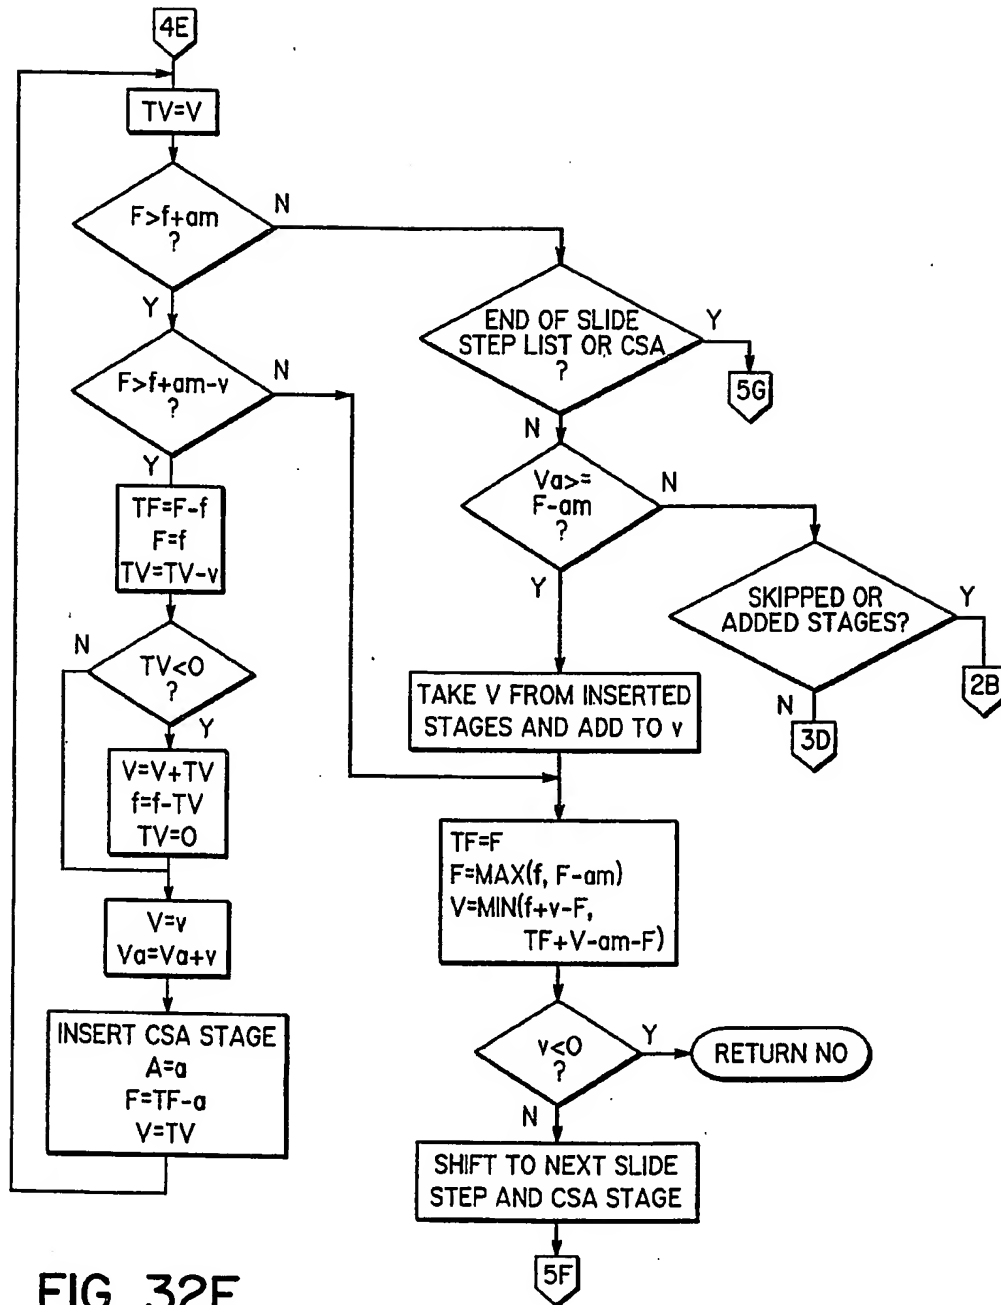 4E
TV=V
F>f+am
?
N
Y
F>f+am-v
?
N
Y
TF=F-f
F=f
TV=TV-v
N
TV<0
?
Y
V=V+TV
f=f-TV
TV=0
V=v
Va=Va+v
INSERT CSA STAGE
A=a
F=TF-a
V=TV
END OF SLIDE
STEP LIST OR CSA
?
Y
5G
N
Va>=
F-am
?
N
Y
SKIPPED OR
ADDED STAGES?
Y
2B
N
3D
TAKE V FROM INSERTED
STAGES AND ADD TO v
TF=F
F=MAX(f, F-am)
V=MIN(f+v-F,
TF+V-am-F)
v<0
?
Y
RETURN NO
N
SHIFT TO NEXT SLIDE
STEP AND CSA STAGE
5F